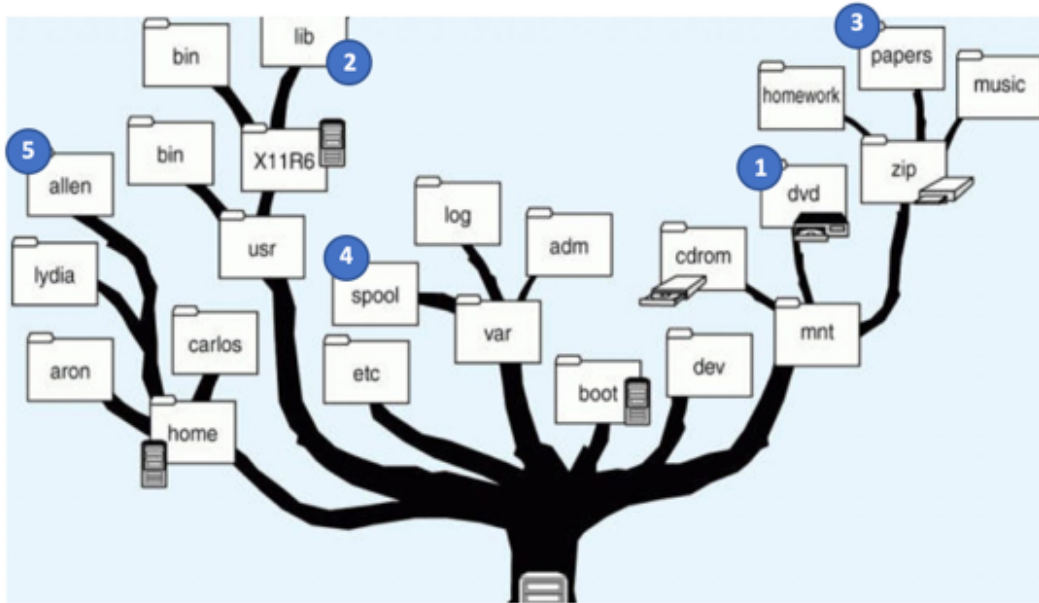 3
lib
papers
bin
2
music
homework
5
bin
X11R6
1
zip
allen
dvd
log
usr
4
adm
lydia
cdrom
spool
carlos
var
mnt
aron
etc
dev
boot
home